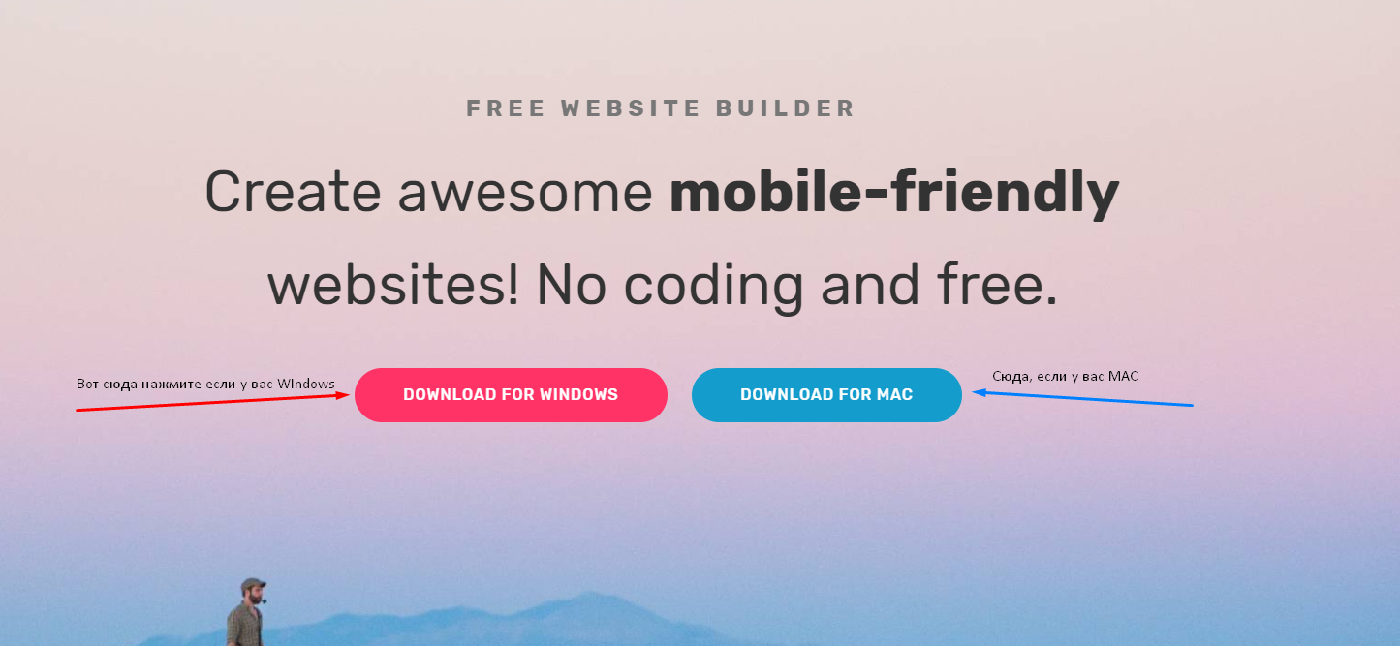 FREE WEBSITE BUILDER
Create awesome mobile-friendly
websites! No coding and free.
Вот сюда нажмите если у вас WIndows
DOWNLOAD FOR WINDOWS
DOWNLOAD FOR MAC
Сюда, если у вас MAC